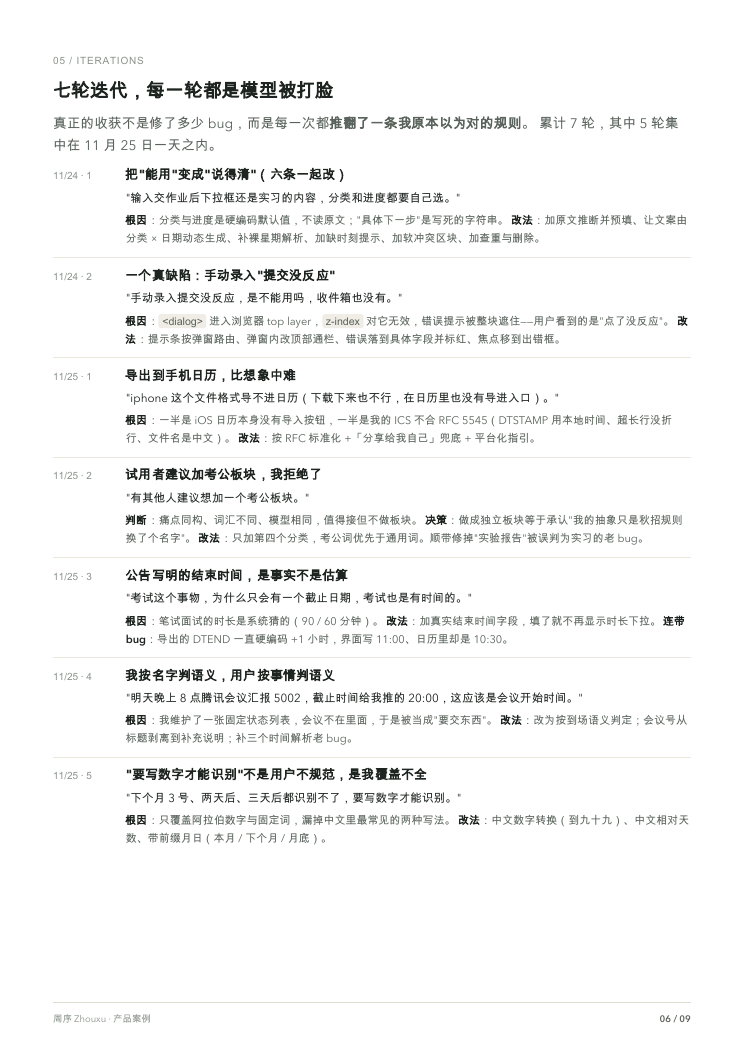 05 / ITERATIONS
七轮迭代，每一轮都是模型被打脸
真正的收获不是修了多少 bug，而是每一次都推翻了一条我原本以为对的规则。 累计 7 轮，其中 5 轮集
中在 11 月 25 日一天之内。
11/24 · 1
把"能用"变成"说得清"（六条一起改）
"输入交作业后下拉框还是实习的内容，分类和进度都要自己选。"
根因：分类与进度是硬编码默认值，不读原文；"具体下一步"是写死的字符串。 改法：加原文推断并预填、让文案由
分类 × 日期动态生成、补裸星期解析、加缺时刻提示、加软冲突区块、加查重与删除。
11/24 · 2
一个真缺陷：手动录入"提交没反应"
"手动录入提交没反应，是不能用吗，收件箱也没有。"
根因：<dialog> 进入浏览器 top layer，z-index 对它无效，错误提示被整块遮住——用户看到的是"点了没反应"。 改
法：提示条按弹窗路由、弹窗内改顶部通栏、错误落到具体字段并标红、焦点移到出错框。
11/25 · 1
导出到手机日历，比想象中难
"iphone 这个文件格式导不进日历（下载下来也不行，在日历里也没有导进入口）。"
根因：一半是 iOS 日历本身没有导入按钮，一半是我的 ICS 不合 RFC 5545（DTSTAMP 用本地时间、超长行没折
行、文件名是中文）。 改法：按 RFC 标准化 +「分享给我自己」兜底 + 平台化指引。
11/25 · 2
试用者建议加考公板块，我拒绝了
"有其他人建议想加一个考公板块。"
判断：痛点同构、词汇不同、模型相同，值得接但不做板块。 决策：做成独立板块等于承认"我的抽象只是秋招规则
换了个名字"。 改法：只加第四个分类，考公词优先于通用词。顺带修掉"实验报告"被误判为实习的老 bug。
11/25 · 3
公告写明的结束时间，是事实不是估算
"考试这个事物，为什么只会有一个截止日期，考试也是有时间的。"
根因：笔试面试的时长是系统猜的（90 / 60 分钟）。 改法：加真实结束时间字段，填了就不再显示时长下拉。 连带
bug：导出的 DTEND 一直硬编码 +1 小时，界面写 11:00、日历里却是 10:30。
11/25 · 4
我按名字判语义，用户按事情判语义
"明天晚上 8 点腾讯会议汇报 5002，截止时间给我推的 20:00，这应该是会议开始时间。"
根因：我维护了一张固定状态列表，会议不在里面，于是被当成"要交东西"。 改法：改为按到场语义判定；会议号从
标题剥离到补充说明；补三个时间解析老 bug。
11/25 · 5
"要写数字才能识别"不是用户不规范，是我覆盖不全
"下个月 3 号、两天后、三天后都识别不了，要写数字才能识别。"
根因：只覆盖阿拉伯数字与固定词，漏掉中文里最常见的两种写法。 改法：中文数字转换（到九十九）、中文相对天
数、带前缀月日（本月 / 下个月 / 月底）。
周序 Zhouxu · 产品案例
06 / 09